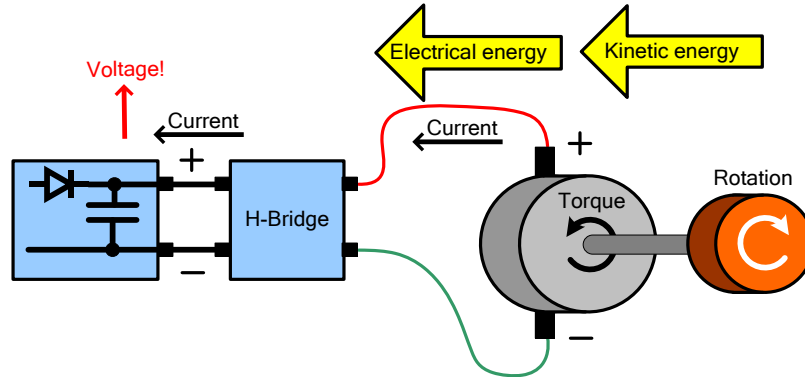 Electrical energy
Kinetic energy
Voltage!
Current
Current
+
+
Torque
Rotation
H-Bridge
−
−